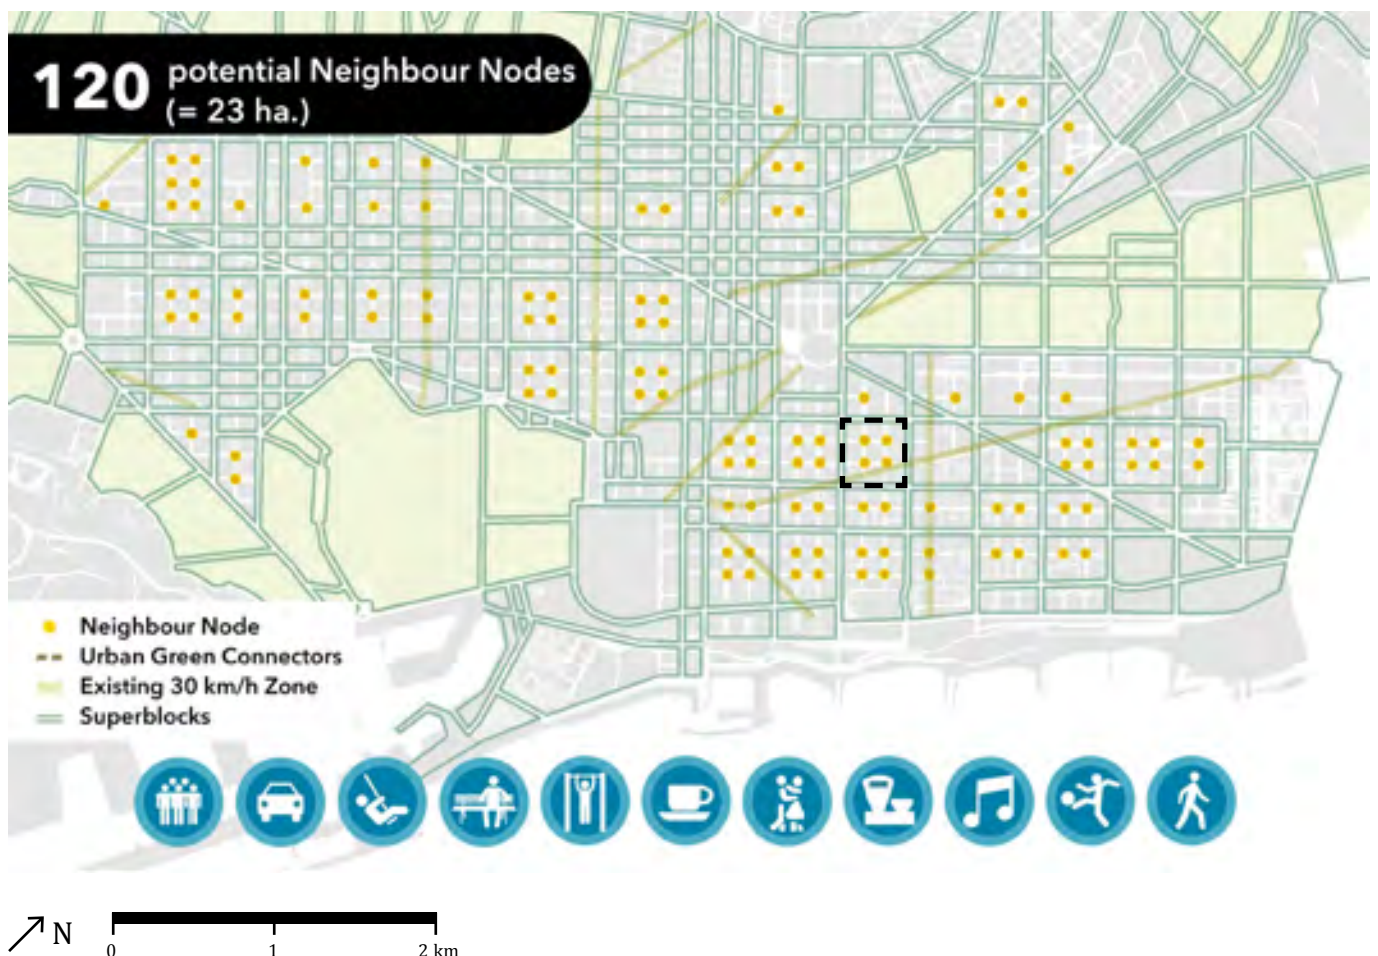 120 potential Neighbour Nodes
(= 23 ha.)
Neighbour Node
Urban Green Connectors
Existing 30 km/h Zone
Superblocks
N
0 1 2 km